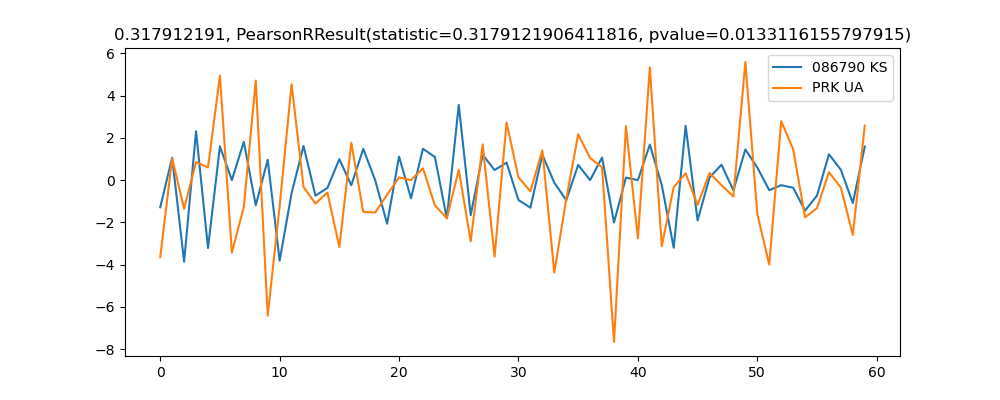 0.317912191, PearsonRResult(statistic=0.3179121906411816, pvalue=0.0133116155797915)
086790 KS
PRK UA
6
4
2
0
−2
−4
−6
−8
0 10 20 30 40 50 60